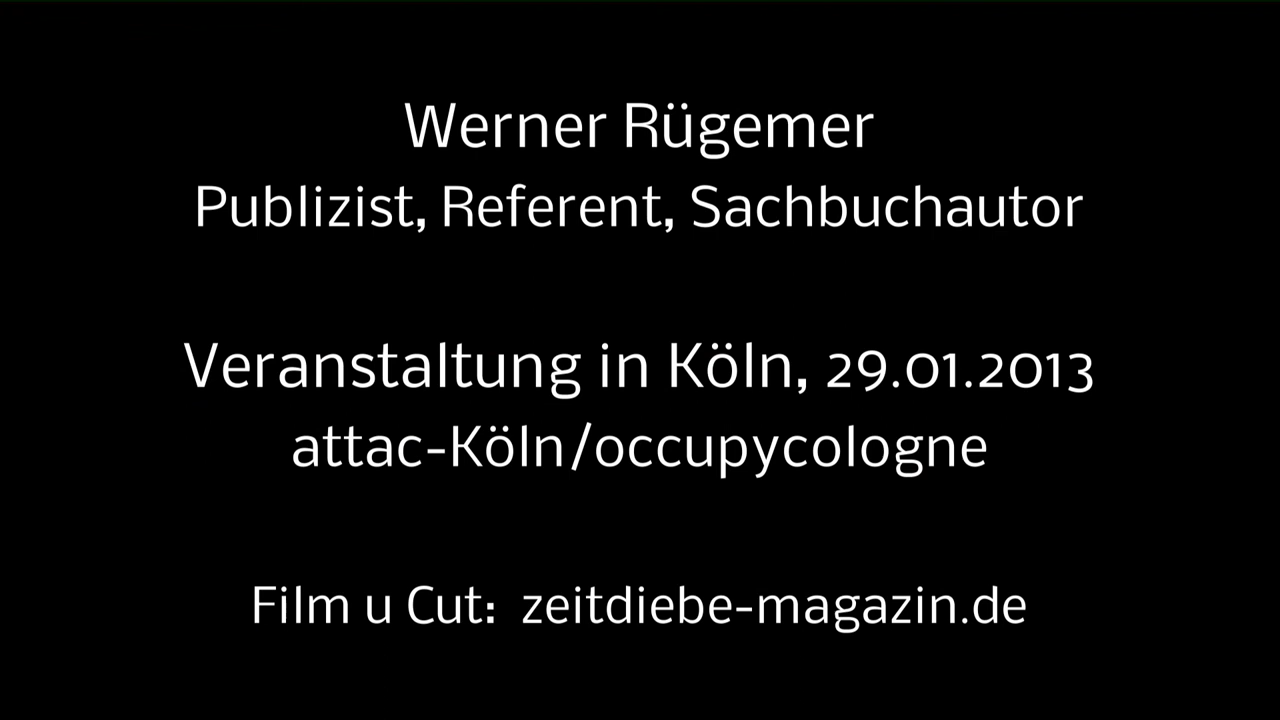 Werner Rügemer
Publizist, Referent, Sachbuchautor
Veranstaltung in Köln, 29.01.2013
attac-Köln/occupycologne
Film u Cut: zeitdiebe-magazin.de